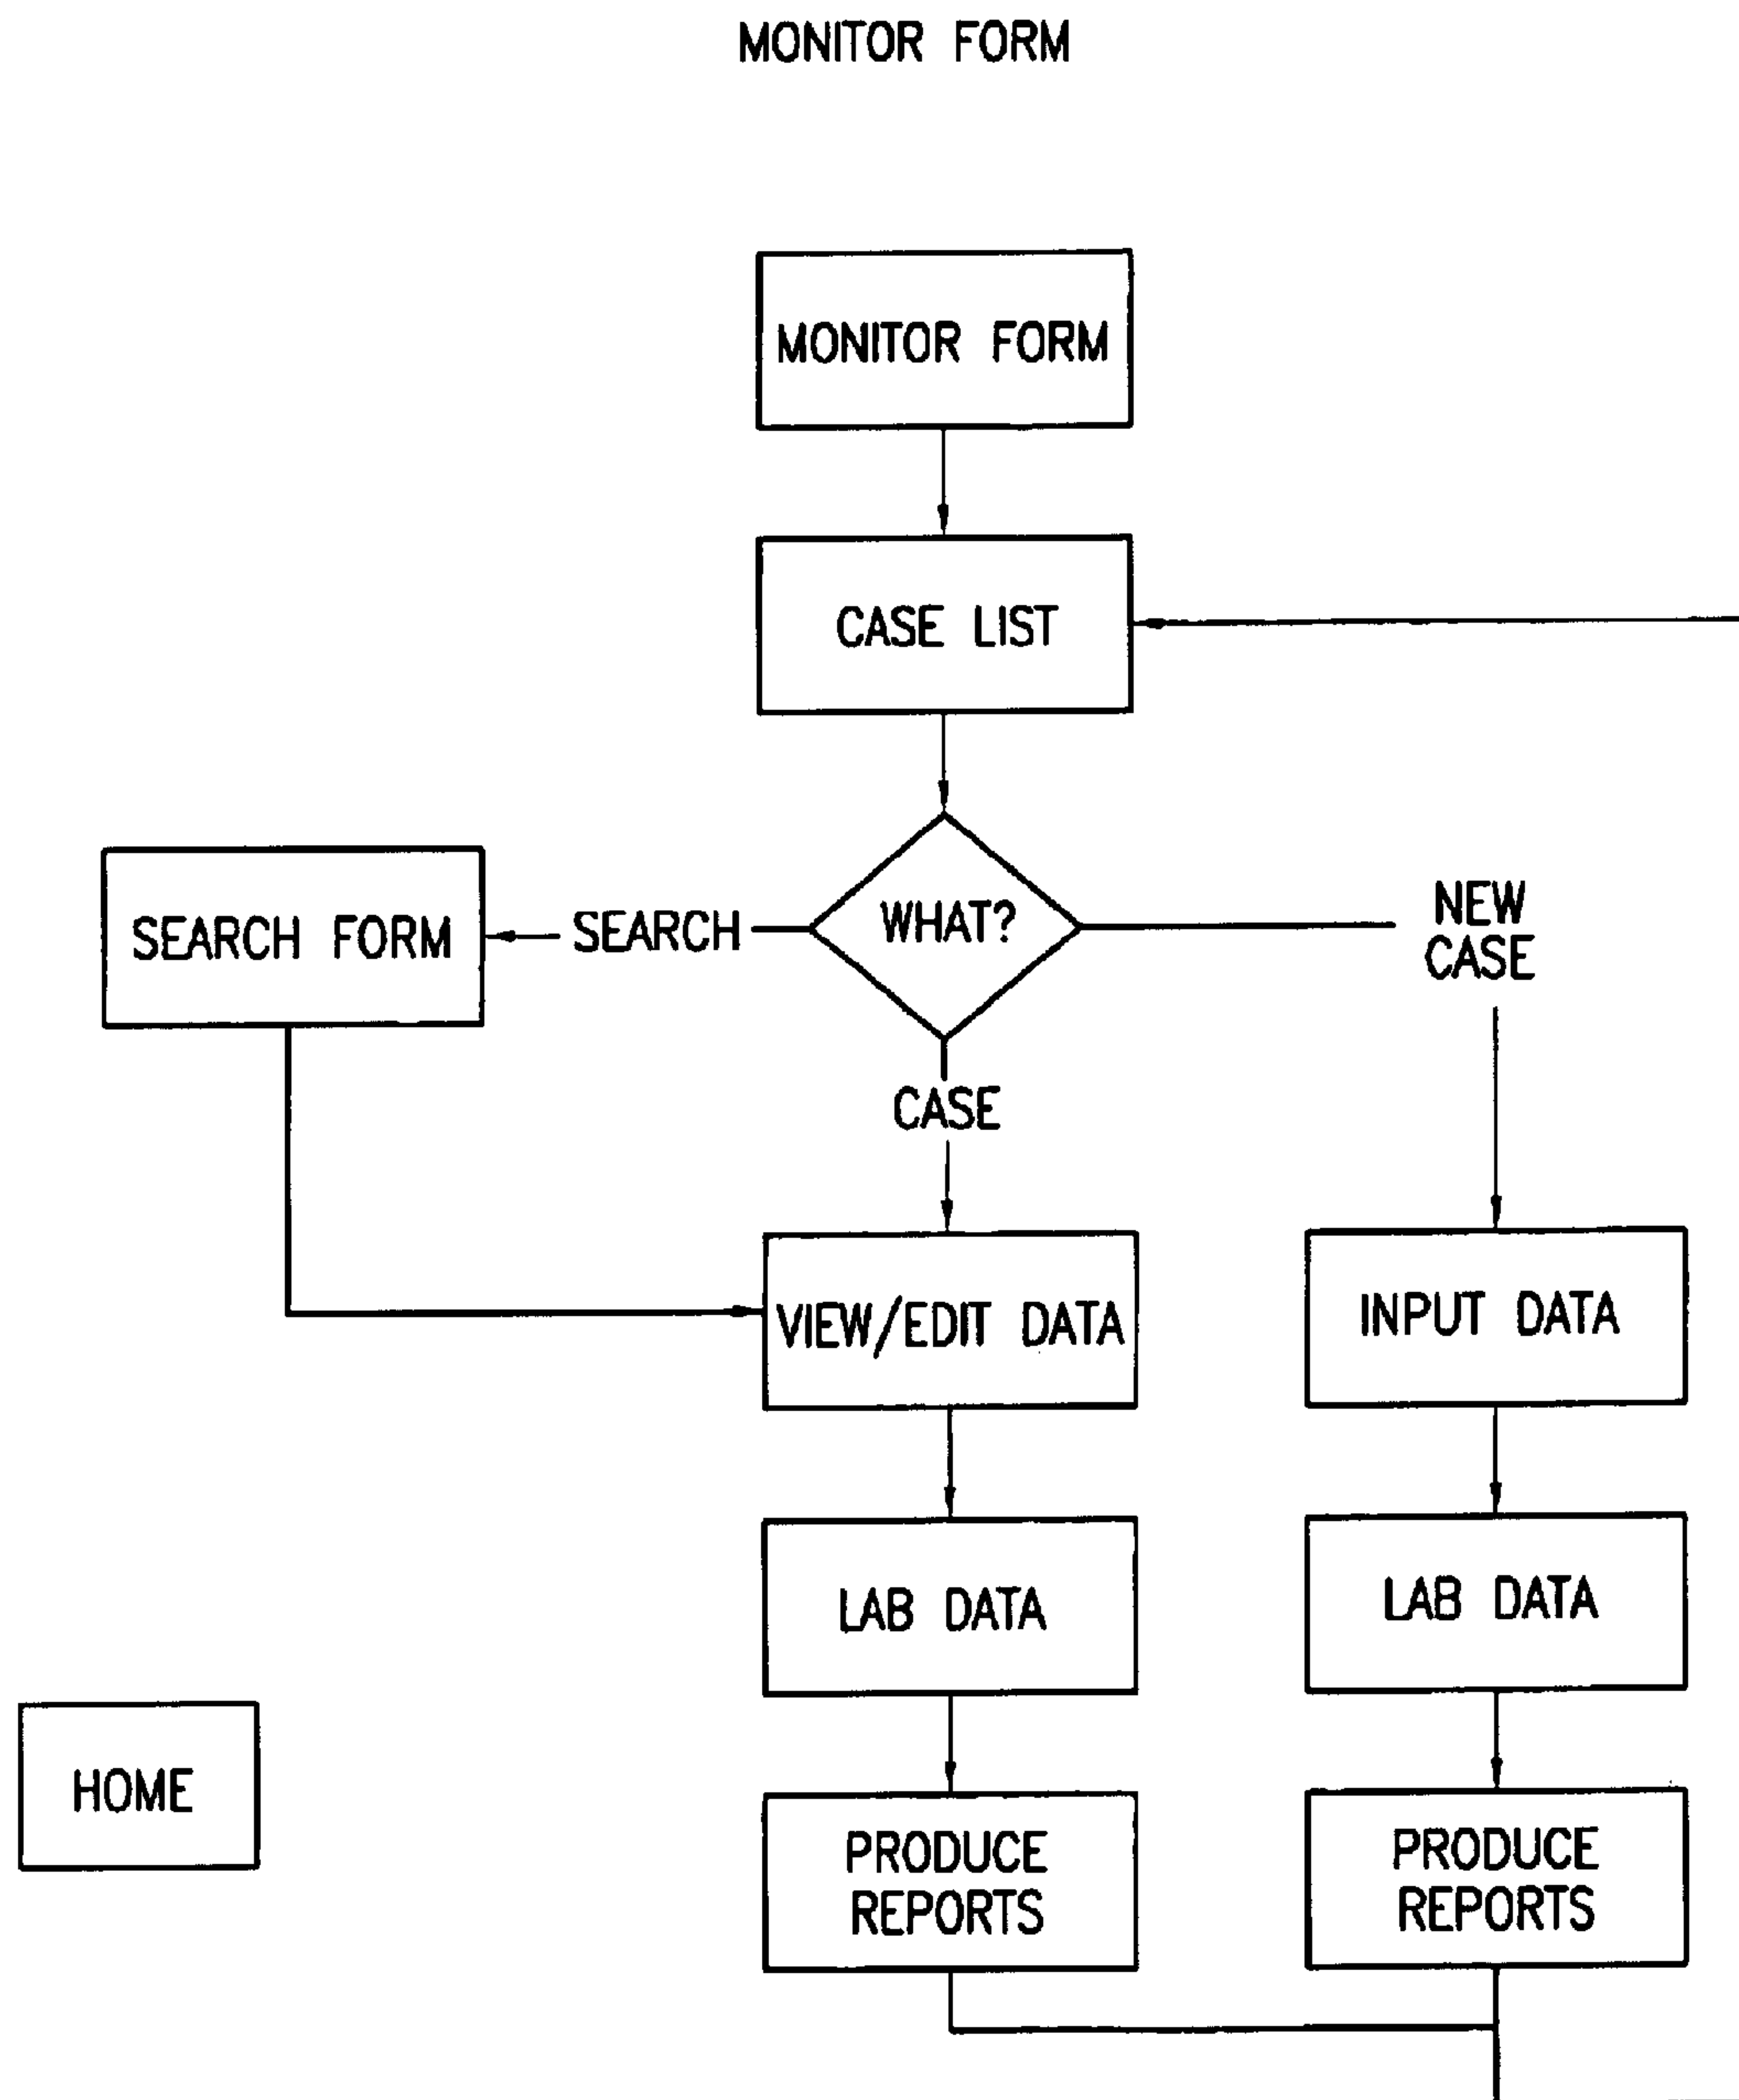 MONITOR FORM
MONITOR FORM
CASE LIST
WHAT?
SEARCH
SEARCH FORM
NEW
CASE
CASE
VIEW/EDIT DATA
INPUT DATA
LAB DATA
LAB DATA
HOME
PRODUCE
REPORTS
PRODUCE
REPORTS